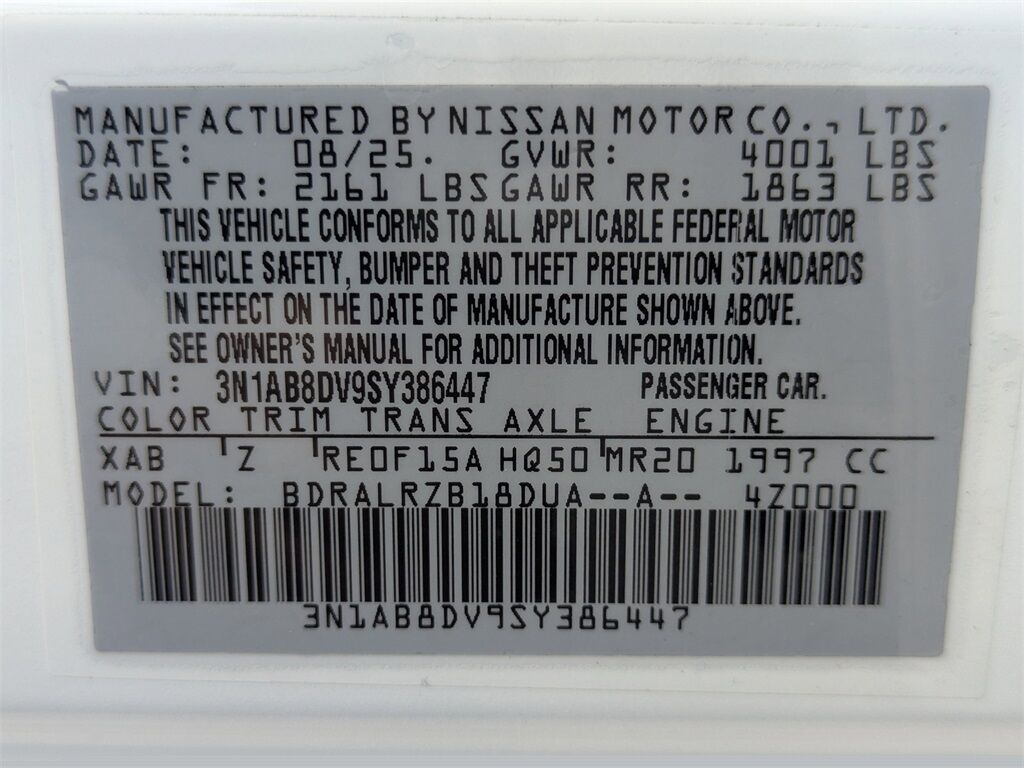 MANUFACTURED BY NISSAN MOTOR CO., LTD.
DATE: 08/25. GVWR: 4001 LBS
GAWR FR: 2161 LBS GAWR RR: 1863 LBS
THIS VEHICLE CONFORMS TO ALL APPLICABLE FEDERAL MOTOR
VEHICLE SAFETY, BUMPER AND THEFT PREVENTION STANDARDS
IN EFFECT ON THE DATE OF MANUFACTURE SHOWN ABOVE.
SEE OWNER'S MANUAL FOR ADDITIONAL INFORMATION.
VIN: 3N1AB8DV9SY386447 PASSENGER CAR.
COLOR TRIM TRANS AXLE ENGINE
XAB Z RE0F15A HQ50 MR20 1997 CC
MODEL: BDRALRZB18DUA--A-- 4Z000
3N1AB8DV9SY386447